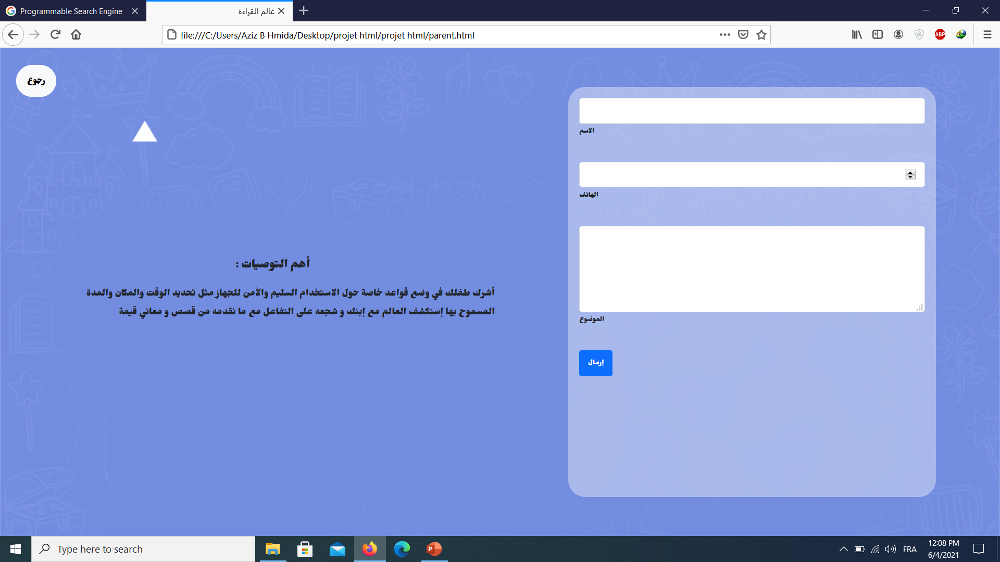 Programmable Search Engine
عالم القراءة
file:///C:/Users/Aziz B Hmida/Desktop/projet html/projet html/parent.html
ABP
رجوع
الاسم
الهاتف
الموضوع
إرسال
أهم التوصيات :
أشرك طفلك في وضع قواعد خاصة حول الاستخدام السليم والآمن للجهاز مثل تحديد الوقت والمكان والمدة
المسموح بها إستكشف العالم مع إبنك و شجعه على التفاعل مع ما نقدمه من قصص و معاني قيمة
Type here to search
P
FRA
12:08 PM
6/4/2021